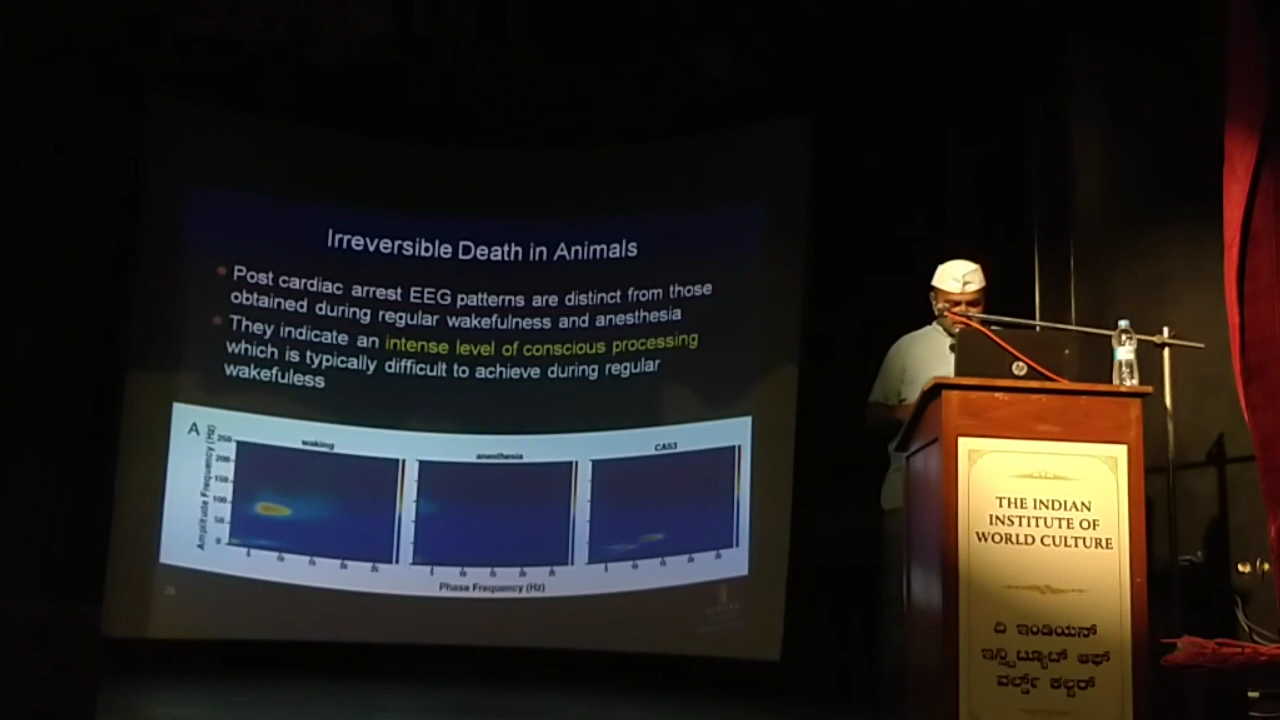 Irreversible Death in Animals
Post cardiac arrest EEG patterns are distinct from those
obtained during regular wakefulness and anesthesia
They indicate an intense level of conscious processing
which is typically difficult to achieve during regular
wakefuless
A
waking
anesthesia
CAS3
Amplitude Frequency (Hz)
250
200
150
100
50
0
Phase Frequency (Hz)
hp
THE INDIAN
INSTITUTE OF
WORLD CULTURE
ದಿ ಇಂಡಿಯನ್
ಇನ್ಸ್ಟಿಟ್ಯೂಟ್ ಆಫ್
ವರ್ಲ್ಡ್ ಕಲ್ಚರ್